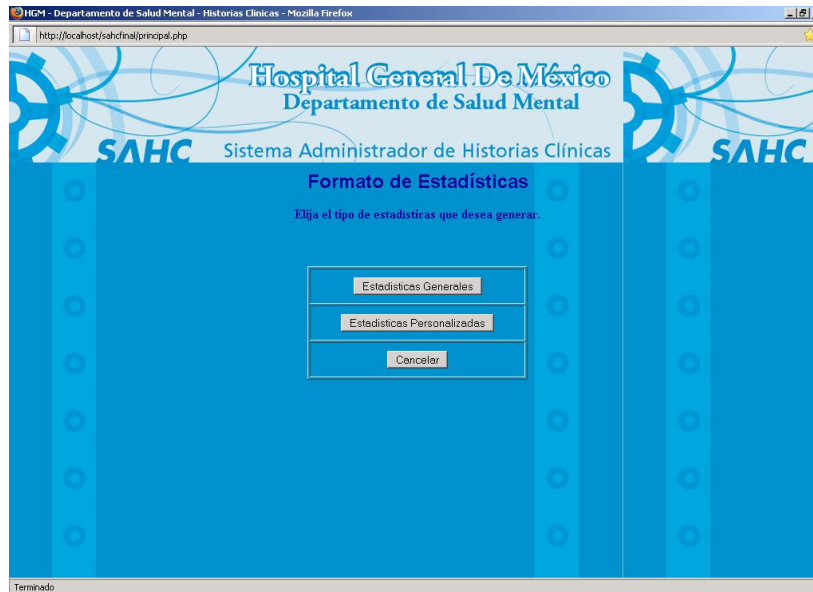 HGM - Departamento de Salud Mental - Historias Clinicas - Mozilla Firefox
http://localhost/sahcfinal/principal.php
Hospital General De México
Departamento de Salud Mental
SAHC
Sistema Administrador de Historias Clínicas
SAHC
Formato de Estadísticas
Elija el tipo de estadisticas que desea generar.
Estadisticas Generales
Estadisticas Personalizadas
Cancelar
Terminado